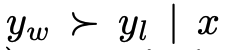 y_w ≻ y_l | x